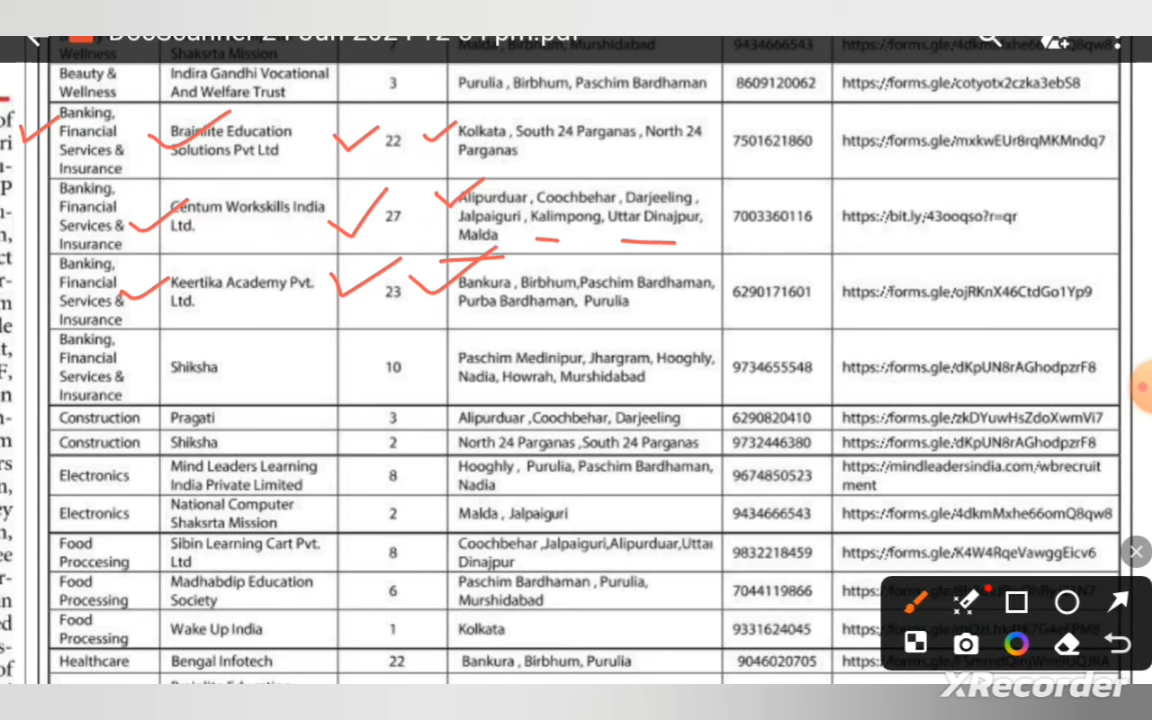 Wellness Shaksrta Mission 7 Malda, Birbhum, Murshidabad 9434666543
Beauty & Wellness Indira Gandhi Vocational And Welfare Trust 3 Purulia , Birbhum, Paschim Bardhaman 8609120062 https://forms.gle/cotyotx2czka3ebS8
Banking, Financial Services & Insurance Brainlite Education Solutions Pvt Ltd 22 Kolkata , South 24 Parganas , North 24 Parganas 7501621860 https://forms.gle/mxkwEUr8rqMKMndq7
Banking, Financial Services & Insurance Centum Workskills India Ltd. 27 Alipurduar , Coochbehar , Darjeeling , Jalpaiguri , Kalimpong, Uttar Dinajpur, Malda 7003360116 https://bit.ly/43ooqso?r=qr
Banking, Financial Services & Insurance Keertika Academy Pvt. Ltd. 23 Bankura , Birbhum,Paschim Bardhaman, Purba Bardhaman, Purulia 6290171601 https://forms.gle/ojRKnX46CtdGo1Yp9
Banking, Financial Services & Insurance Shiksha 10 Paschim Medinipur, Jhargram, Hooghly, Nadia, Howrah, Murshidabad 9734655548 https://forms.gle/dKpUN8rAGhodpzrF8
Construction Pragati 3 Alipurduar ,Coochbehar, Darjeeling 6290820410 https://forms.gle/zkDYuwHsZdoXwmVi7
Construction Shiksha 2 North 24 Parganas ,South 24 Parganas 9732446380 https://forms.gle/dKpUN8rAGhodpzrF8
Electronics Mind Leaders Learning India Private Limited 8 Hooghly , Purulia, Paschim Bardhaman, Nadia 9674850523 https://mindleadersindia.com/wbrecruit ment
Electronics National Computer Shaksrta Mission 2 Malda , Jalpaiguri 9434666543 https://forms.gle/4dkmMxhe66omQ8qw8
Food Proccesing Sibin Learning Cart Pvt. Ltd 8 Coochbehar ,Jalpaiguri,Alipurduar,Uttar Dinajpur 9832218459 https://forms.gle/K4W4RqeVawggEicv6
Food Processing Madhabdip Education Society 6 Paschim Bardhaman , Purulia, Murshidabad 7044119866
Food Processing Wake Up India 1 Kolkata 9331624045
Healthcare Bengal Infotech 22 Bankura , Birbhum, Purulia 9046020705
XRecorder